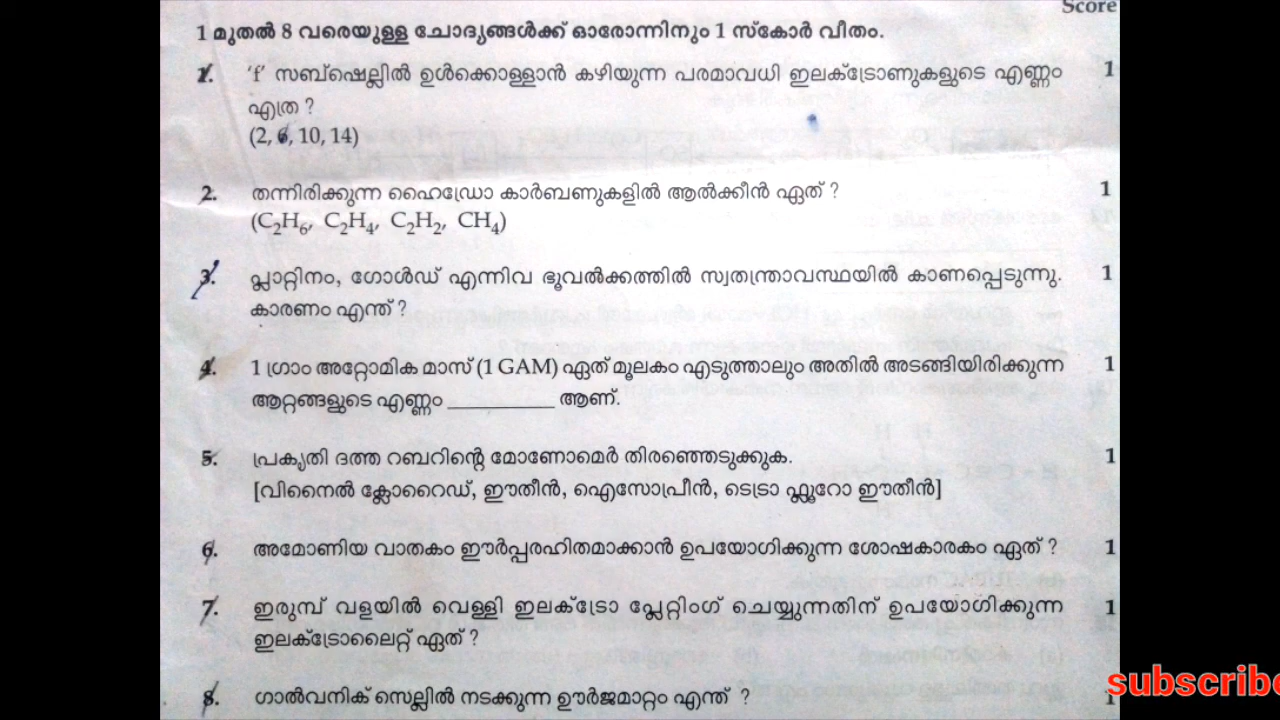 Score
1 മുതൽ 8 വരെയുള്ള ചോദ്യങ്ങൾക്ക് ഓരോന്നിനും 1 സ്കോർ വീതം.
1. 'f' സബ്ഷെല്ലിൽ ഉൾക്കൊള്ളാൻ കഴിയുന്ന പരമാവധി ഇലക്ട്രോണുകളുടെ എണ്ണം 1
എത്ര ?
(2, 6, 10, 14)
2. തന്നിരിക്കുന്ന ഹൈഡ്രോ കാർബണുകളിൽ ആൽക്കീൻ ഏത് ? 1
(C₂H₆, C₂H₄, C₂H₂, CH₄)
3. പ്ലാറ്റിനം, ഗോൾഡ് എന്നിവ ഭൂവൽക്കത്തിൽ സ്വതന്ത്രാവസ്ഥയിൽ കാണപ്പെടുന്നു. 1
കാരണം എന്ത് ?
4. 1 ഗ്രാം അറ്റോമിക മാസ് (1 GAM) ഏത് മൂലകം എടുത്താലും അതിൽ അടങ്ങിയിരിക്കുന്ന 1
ആറ്റങ്ങളുടെ എണ്ണം __________ ആണ്.
5. പ്രകൃതി ദത്ത റബറിന്റെ മോണോമെർ തിരഞ്ഞെടുക്കുക. 1
[വിനൈൽ ക്ലോറൈഡ്, ഈതീൻ, ഐസോപ്രീൻ, ടെട്രാ ഫ്ലൂറോ ഈതീൻ]
6. അമോണിയ വാതകം ഈർപ്പരഹിതമാക്കാൻ ഉപയോഗിക്കുന്ന ശോഷകാരകം ഏത് ? 1
7. ഇരുമ്പ് വളയിൽ വെള്ളി ഇലക്ട്രോ പ്ലേറ്റിംഗ് ചെയ്യുന്നതിന് ഉപയോഗിക്കുന്ന 1
ഇലക്ട്രോലൈറ്റ് ഏത് ?
8. ഗാൽവനിക് സെല്ലിൽ നടക്കുന്ന ഊർജമാറ്റം എന്ത് ? 1
subscribe